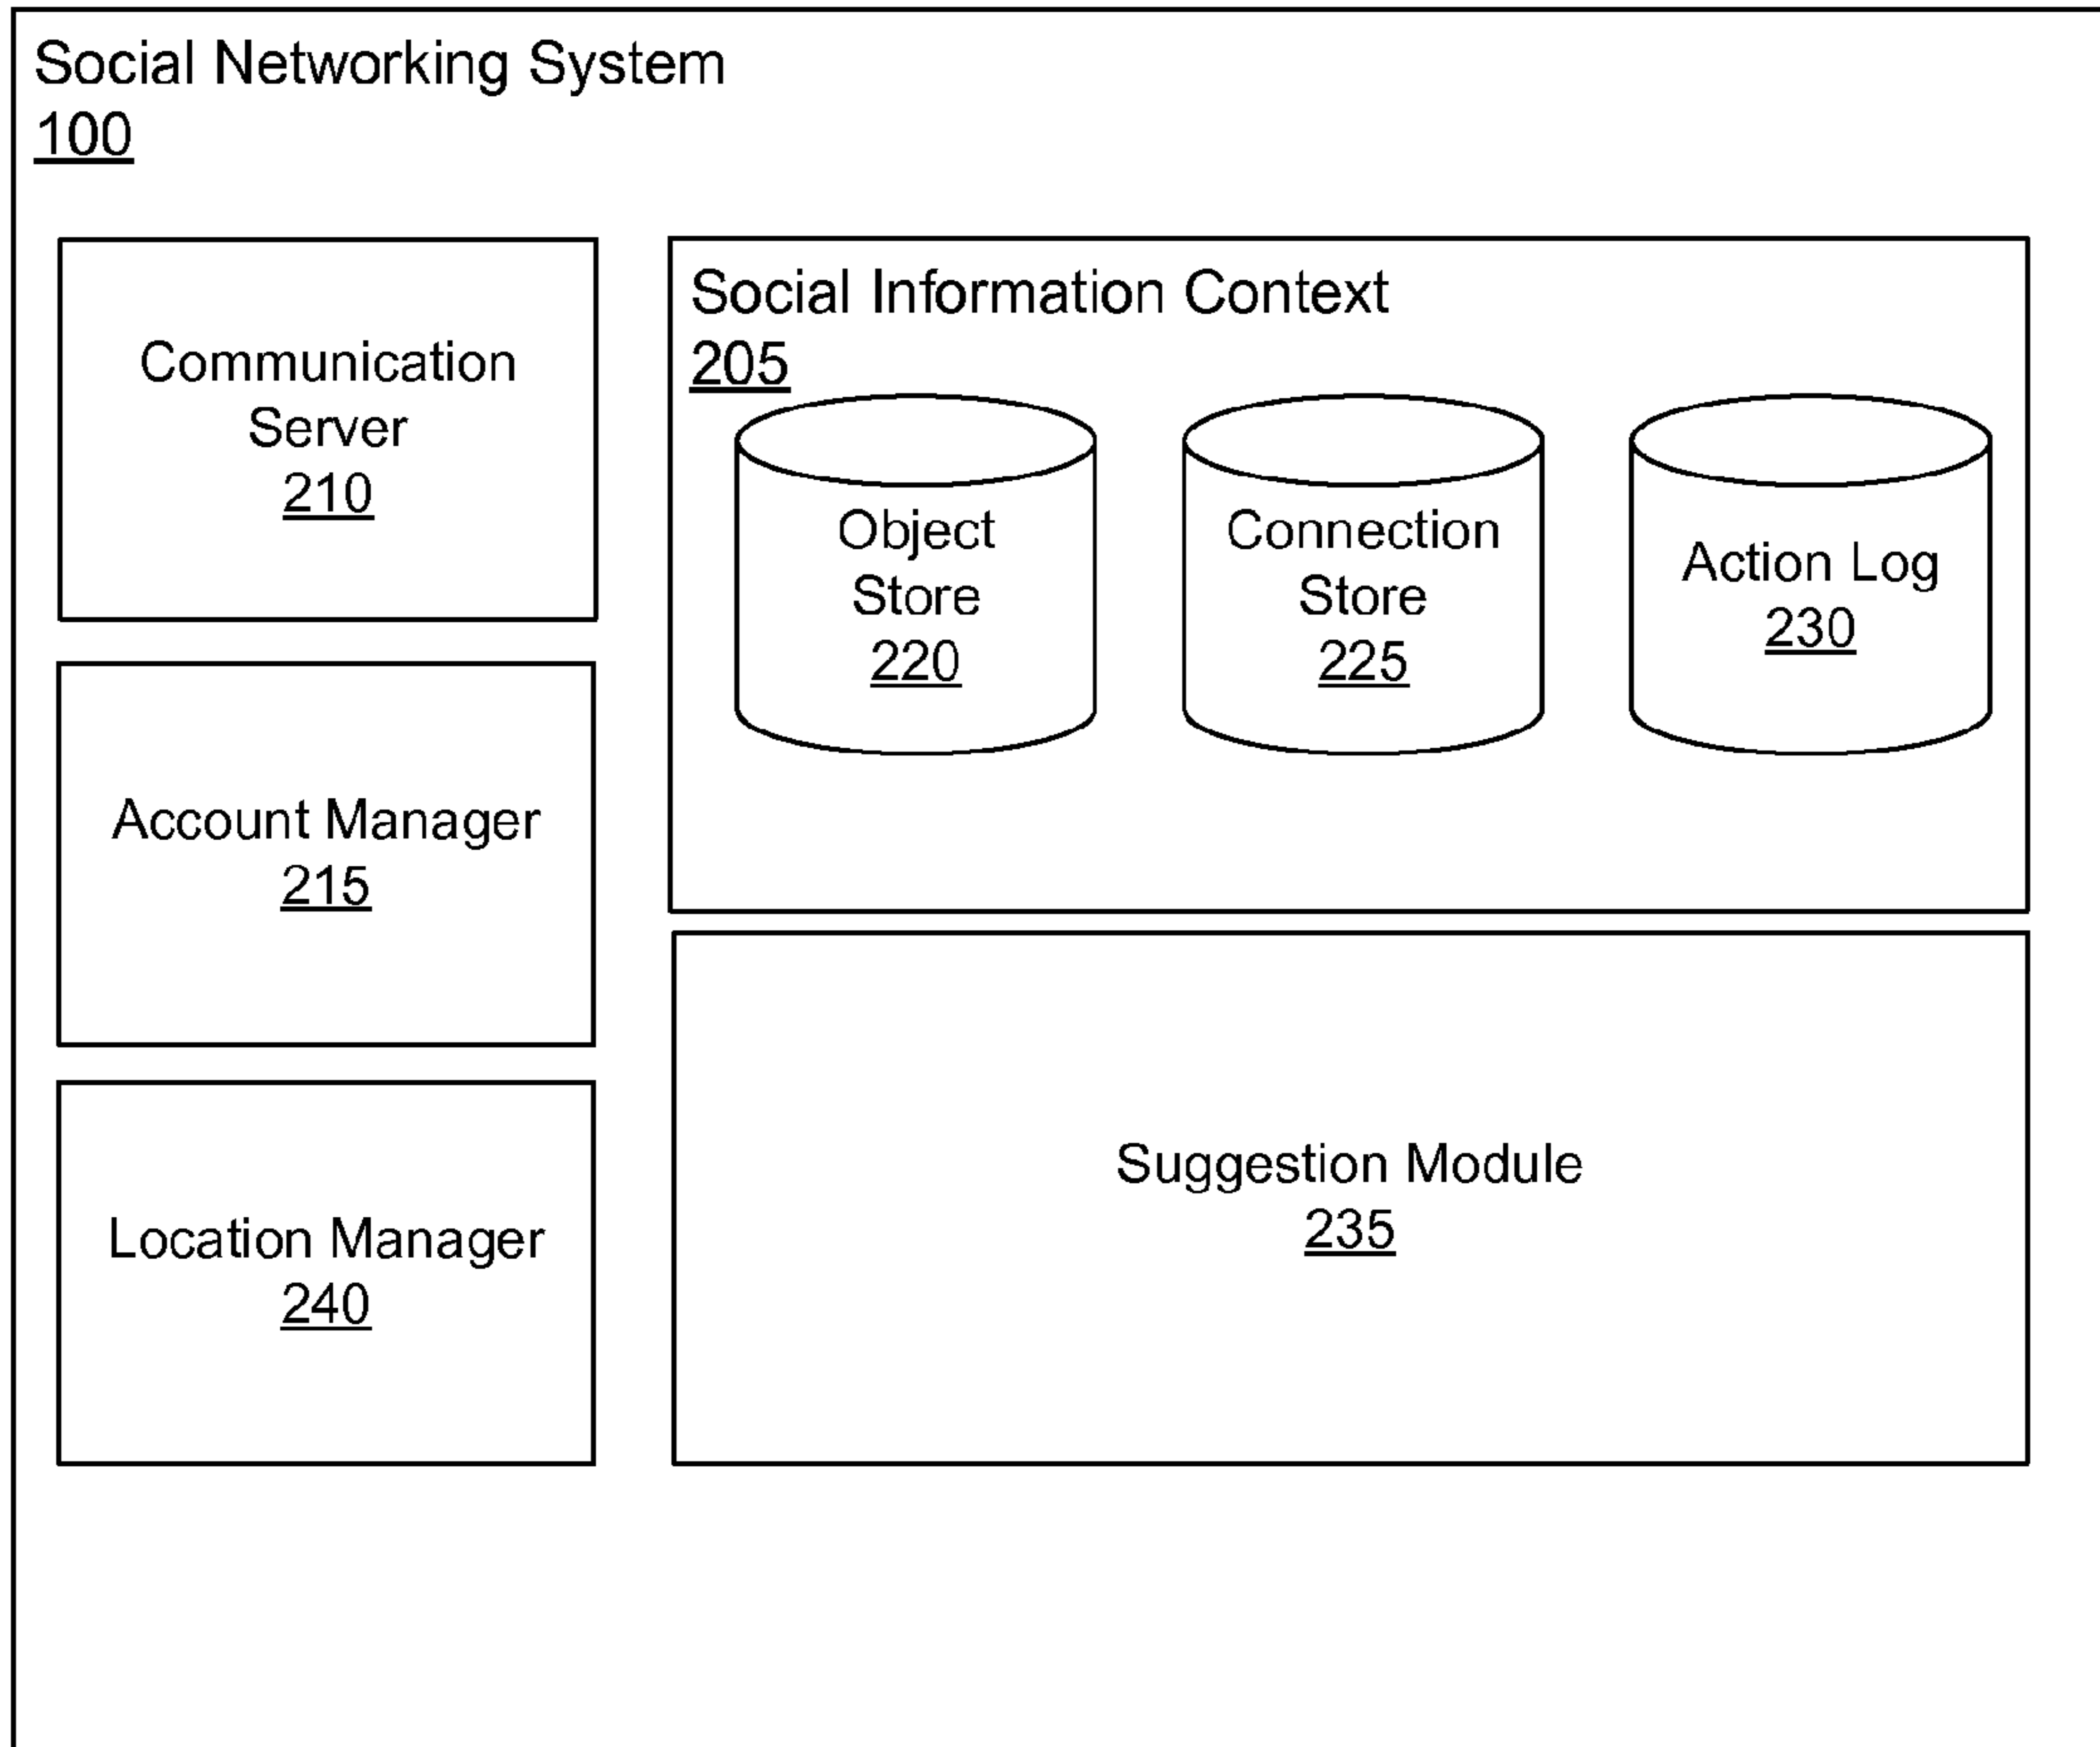 Social Networking System
100
Communication
Server
210
Account Manager
215
Location Manager
240
Social Information Context
205
Object
Store
220
Connection
Store
225
Action Log
230
Suggestion Module
235